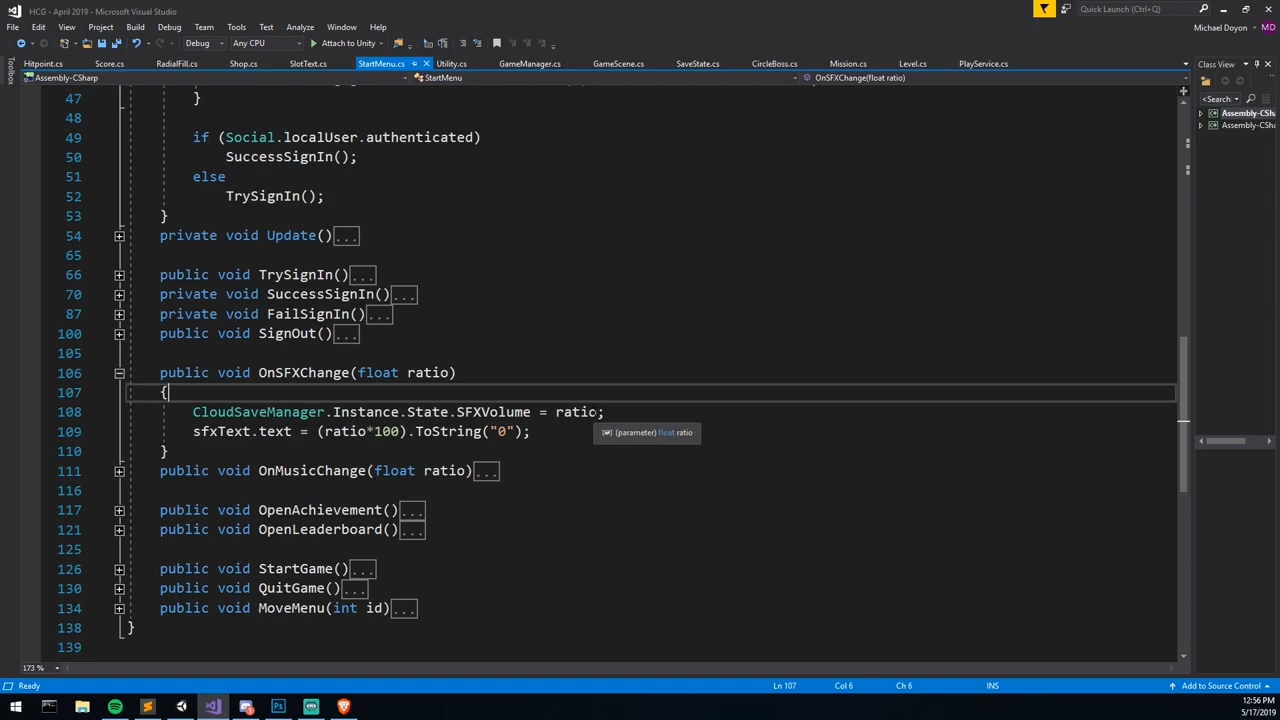 HCG - April 2019 - Microsoft Visual Studio
Quick Launch (Ctrl+Q)
File Edit View Project Build Debug Team Tools Test Analyze Window Help
Michael Doyon MD
Debug Any CPU Attach to Unity
Toolbox
Hitpoint.cs Score.cs RadialFill.cs Shop.cs SlotText.cs StartMenu.cs Utility.cs GameManager.cs GameScene.cs SaveState.cs CircleBoss.cs Mission.cs Level.cs PlayService.cs
Class View
Assembly-CSharp StartMenu OnSFXChange(float ratio)
<Search>
Assembly-CSha
Assembly-CSha
47 }
48
49 if (Social.localUser.authenticated)
50 SuccessSignIn();
51 else
52 TrySignIn();
53 }
54 private void Update()...
65
66 public void TrySignIn()...
70 private void SuccessSignIn()...
87 private void FailSignIn()...
100 public void SignOut()...
105
106 public void OnSFXChange(float ratio)
107 {
108 CloudSaveManager.Instance.State.SFXVolume = ratio;
109 sfxText.text = (ratio*100).ToString("0");
(parameter) float ratio
110 }
111 public void OnMusicChange(float ratio)...
116
117 public void OpenAchievement()...
121 public void OpenLeaderboard()...
125
126 public void StartGame()...
130 public void QuitGame()...
134 public void MoveMenu(int id)...
138 }
139
173 %
Ready Ln 107 Col 6 Ch 6 INS Add to Source Control
12:56 PM
5/17/2019